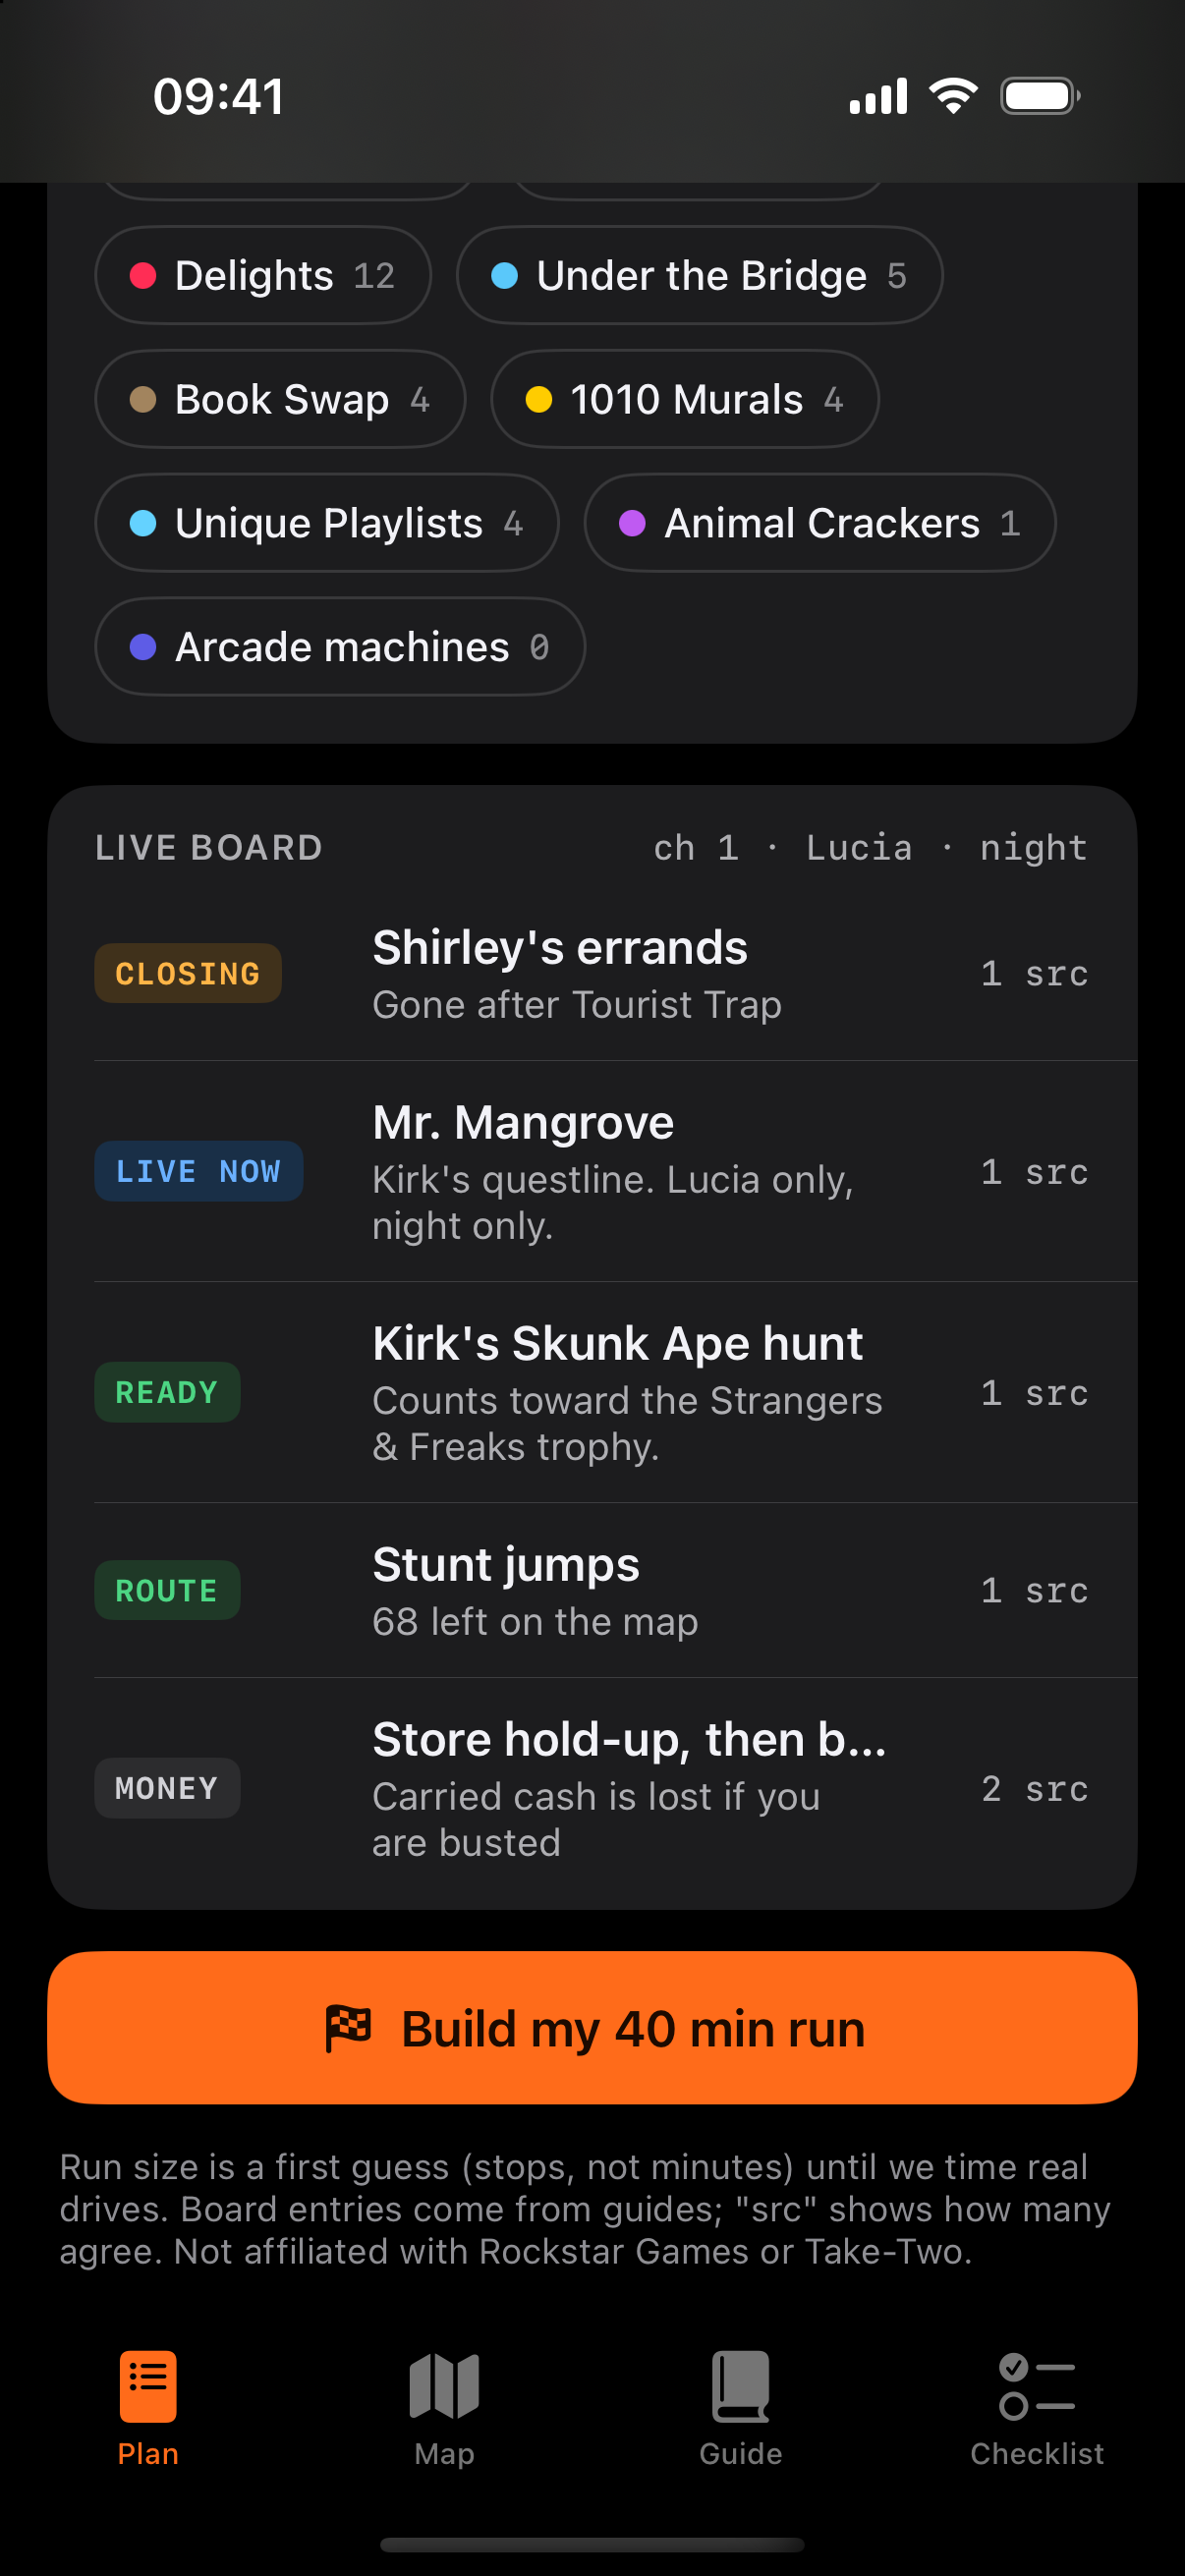 09:41
Delights 12
Under the Bridge 5
Book Swap 4
1010 Murals 4
Unique Playlists 4
Animal Crackers 1
Arcade machines 0
LIVE BOARD
ch 1 · Lucia · night
CLOSING
Shirley's errands
Gone after Tourist Trap
1 src
LIVE NOW
Mr. Mangrove
Kirk's questline. Lucia only,
night only.
1 src
READY
Kirk's Skunk Ape hunt
Counts toward the Strangers
& Freaks trophy.
1 src
ROUTE
Stunt jumps
68 left on the map
1 src
MONEY
Store hold-up, then b...
Carried cash is lost if you
are busted
2 src
Build my 40 min run
Run size is a first guess (stops, not minutes) until we time real
drives. Board entries come from guides; "src" shows how many
agree. Not affiliated with Rockstar Games or Take-Two.
Plan
Map
Guide
Checklist